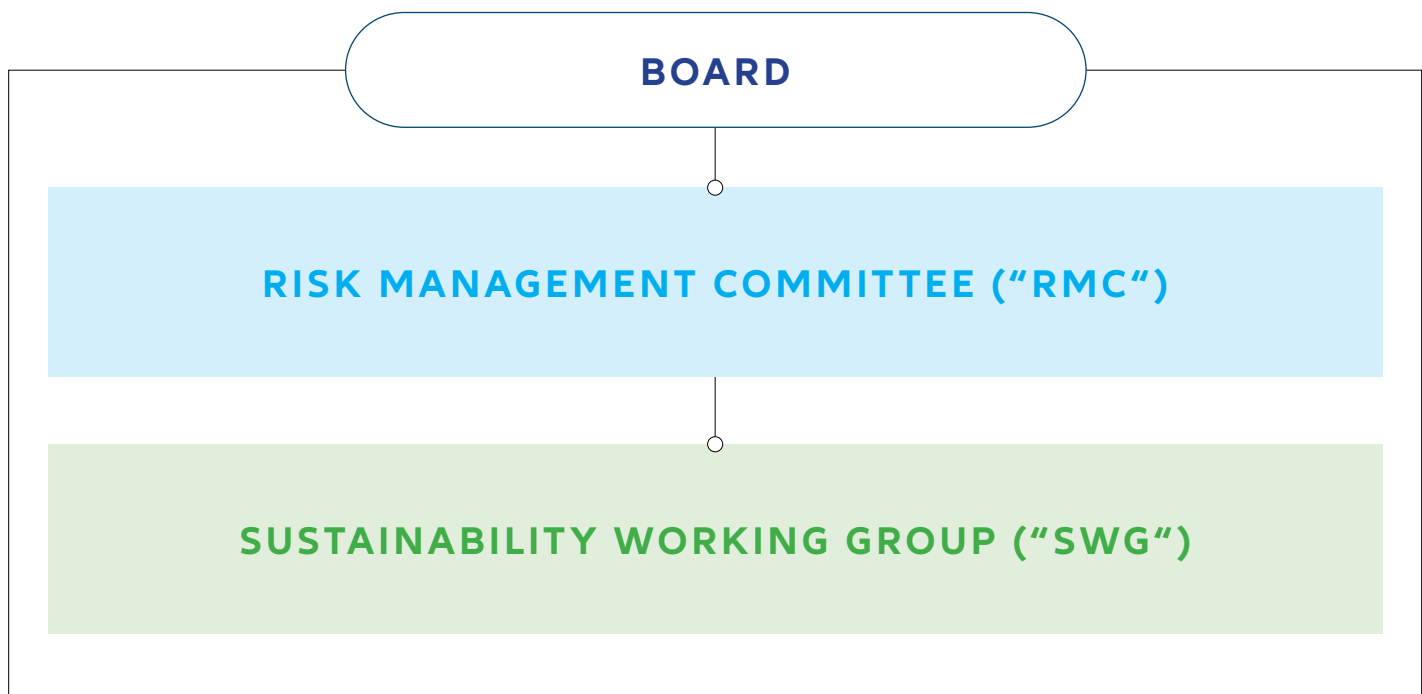 BOARD
RISK MANAGEMENT COMMITTEE (“RMC“)
SUSTAINABILITY WORKING GROUP (“SWG“)